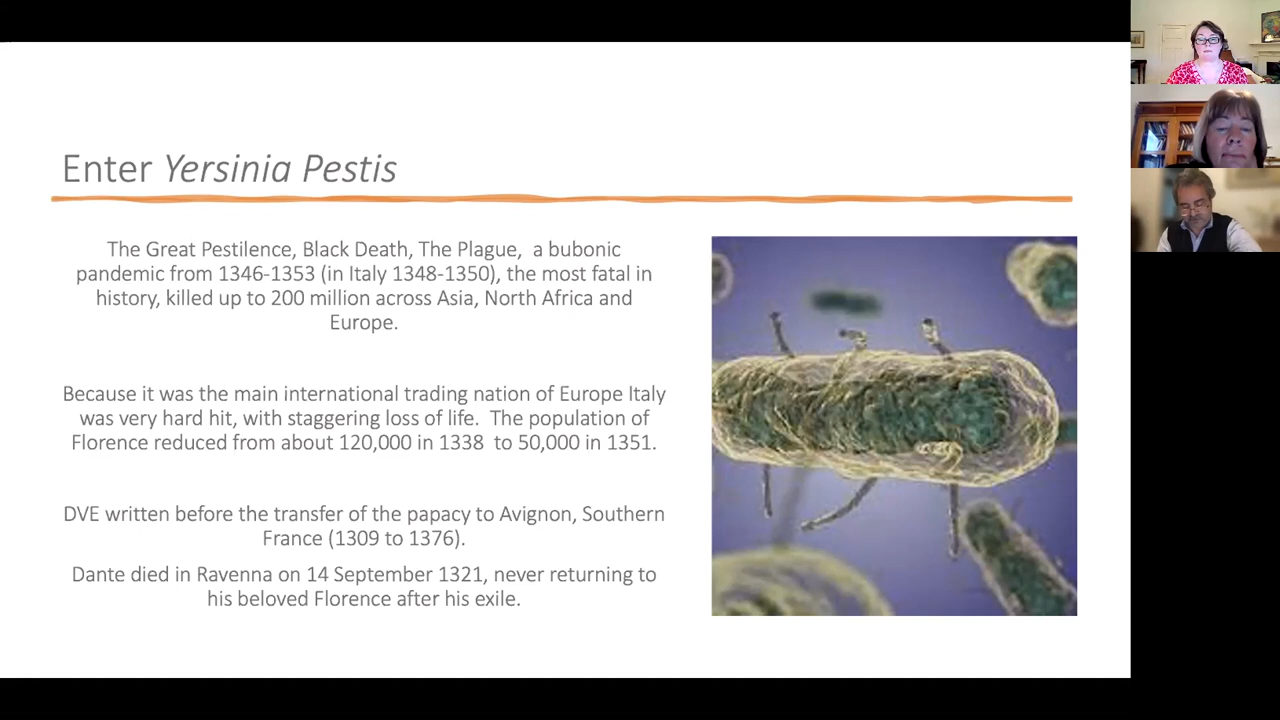 Enter Yersinia Pestis
The Great Pestilence, Black Death, The Plague,  a bubonic
pandemic from 1346-1353 (in Italy 1348-1350), the most fatal in
history, killed up to 200 million across Asia, North Africa and
Europe.
Because it was the main international trading nation of Europe Italy
was very hard hit, with staggering loss of life.  The population of
Florence reduced from about 120,000 in 1338  to 50,000 in 1351.
DVE written before the transfer of the papacy to Avignon, Southern
France (1309 to 1376).
Dante died in Ravenna on 14 September 1321, never returning to
his beloved Florence after his exile.